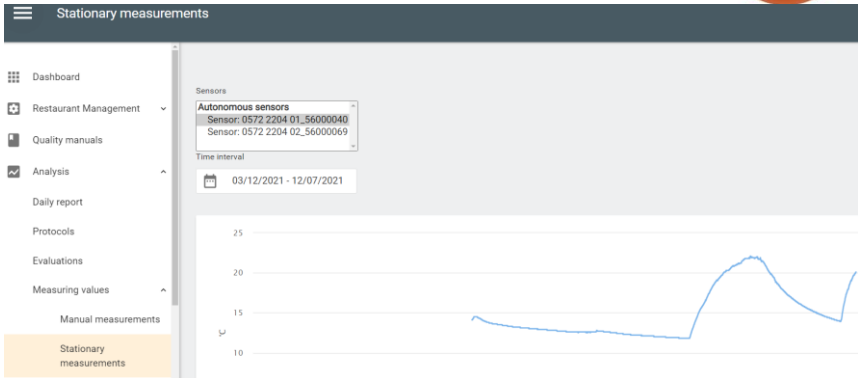 Stationary measurements
Dashboard
Restaurant Management
Quality manuals
Analysis
Daily report
Protocols
Evaluations
Measuring values
Manual measurements
Stationary
measurements
Sensors
Autonomous sensors
Sensor: 0572 2204 01_56000040
Sensor: 0572 2204 02_56000069
Time interval
03/12/2021 - 12/07/2021
25
20
15
10
°C